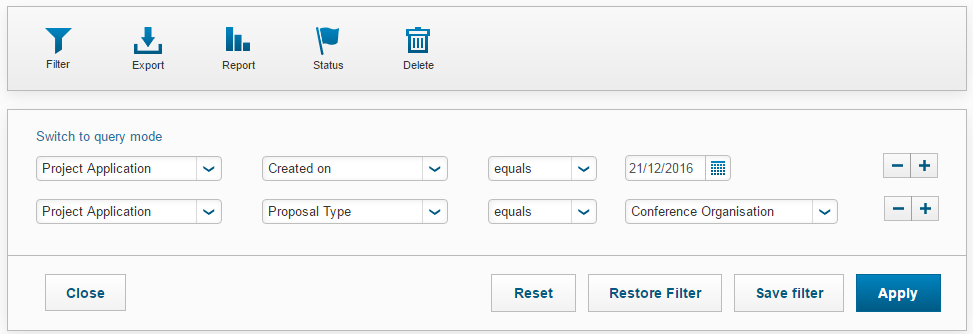 Filter Export Report Status Delete
Switch to query mode
Project Application Created on equals 21/12/2016
Project Application Proposal Type equals Conference Organisation
Close Reset Restore Filter Save filter Apply